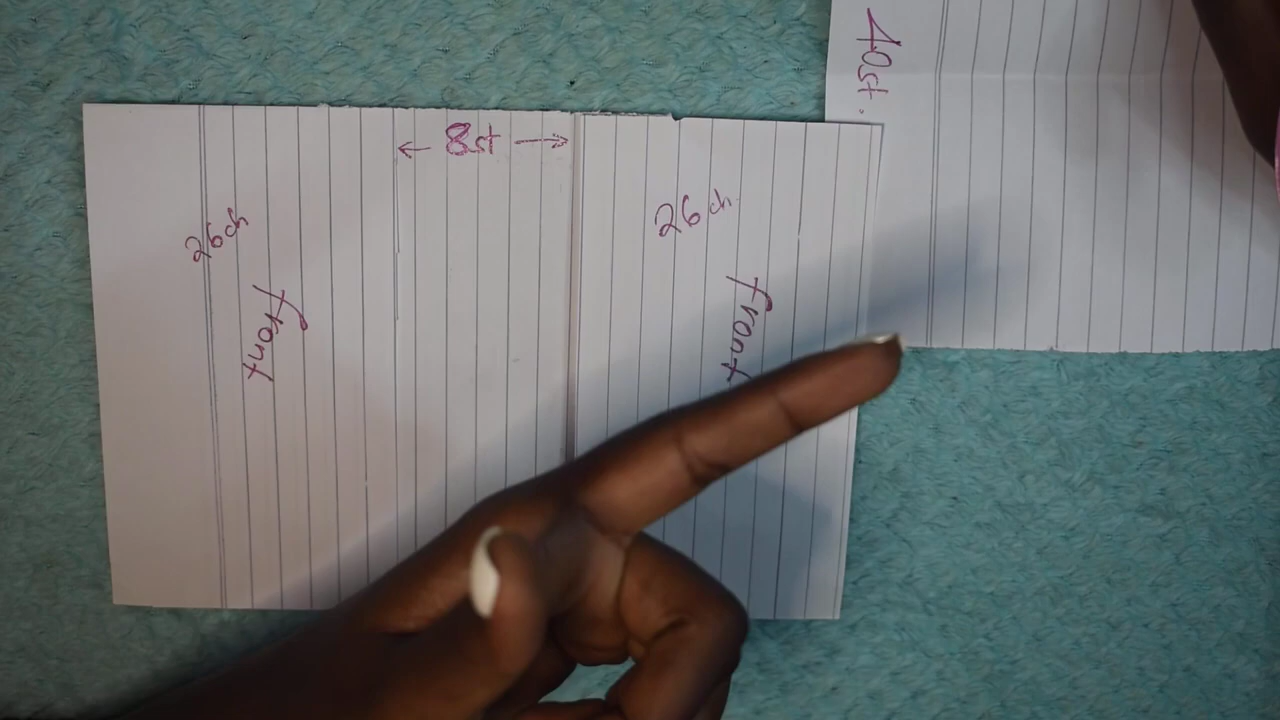 40st.
← 8st →
26ch
front
26ch.
front